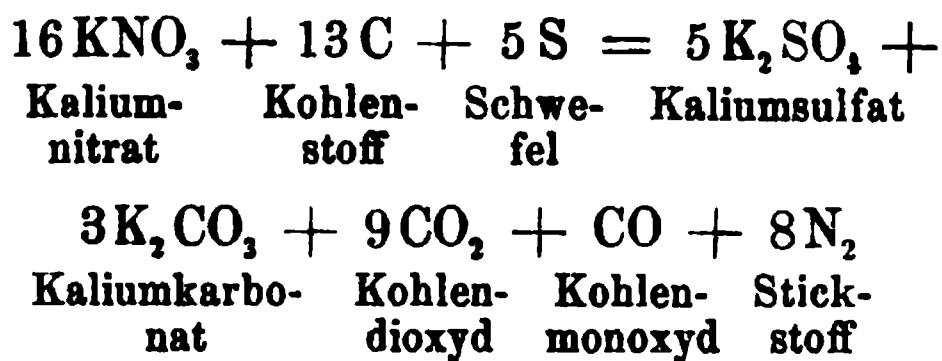 16 KNO₃ + 13 C + 5 S = 5 K₂SO₄ +
Kalium- Kohlen- Schwe- Kaliumsulfat
nitrat stoff fel
3 K₂CO₃ + 9 CO₂ + CO + 8 N₂
Kaliumkarbo- Kohlen- Kohlen- Stick-
nat dioxyd monoxyd stoff